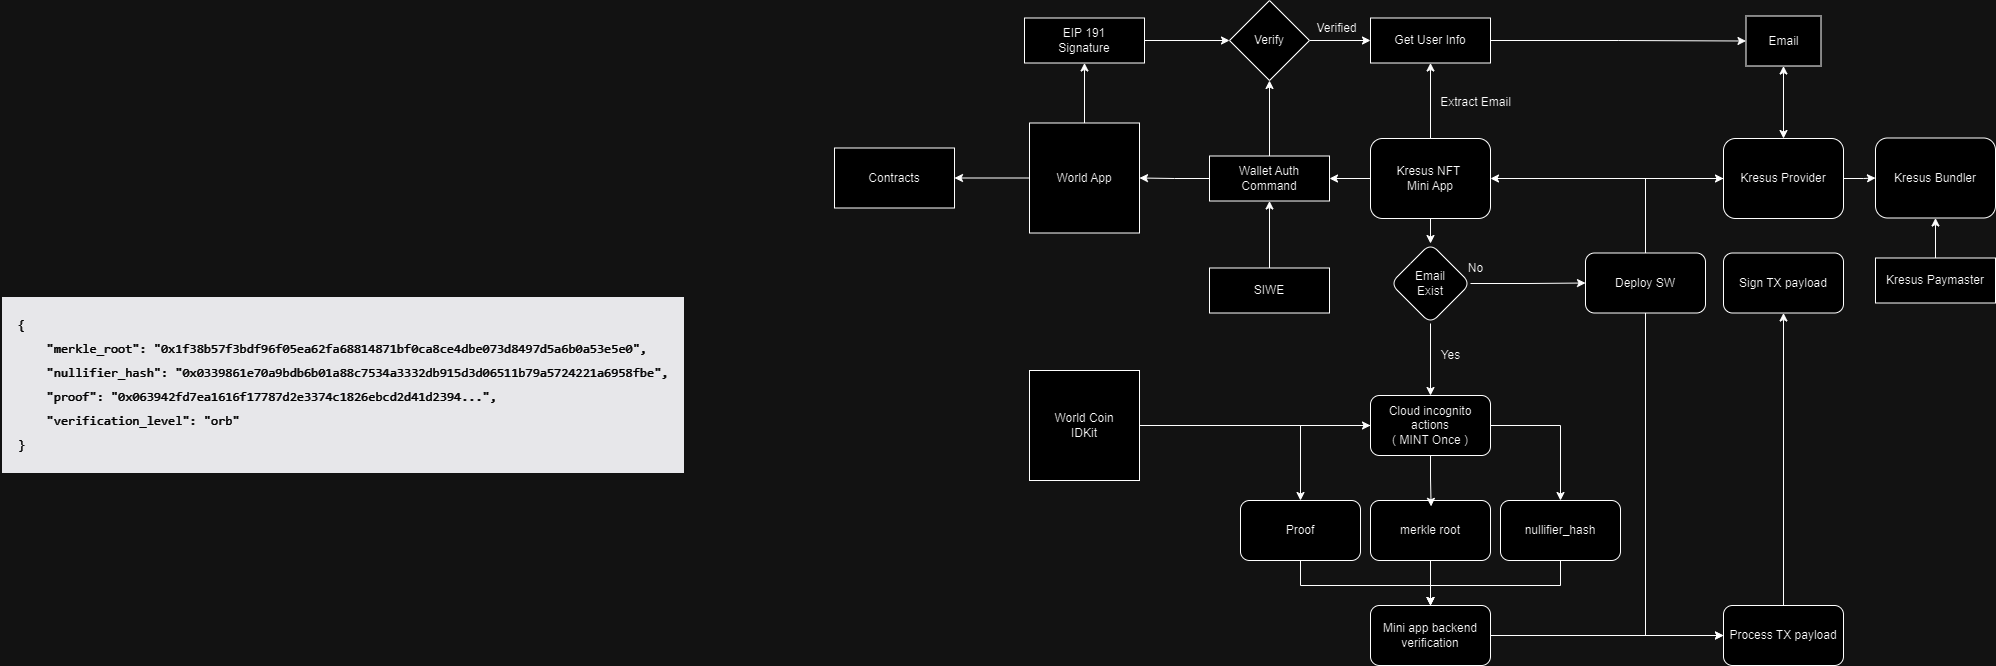 EIP 191
Signature
Verify
Verified
Get User Info
Email
Extract Email
Contracts
World App
Wallet Auth
Command
Kresus NFT
Mini App
Kresus Provider
Kresus Bundler
SIWE
Email
Exist
No
Deploy SW
Sign TX payload
Kresus Paymaster
{
"merkle_root": "0x1f38b57f3bdf96f05ea62fa68814871bf0ca8ce4dbe073d8497d5a6b0a53e5e0",
"nullifier_hash": "0x0339861e70a9bdb6b01a88c7534a3332db915d3d06511b79a5724221a6958fbe",
"proof": "0x063942fd7ea1616f17787d2e3374c1826ebcd2d41d2394...",
"verification_level": "orb"
}
Yes
World Coin
IDKit
Cloud incognito
actions
( MINT Once )
Proof
merkle root
nullifier_hash
Mini app backend
verification
Process TX payload